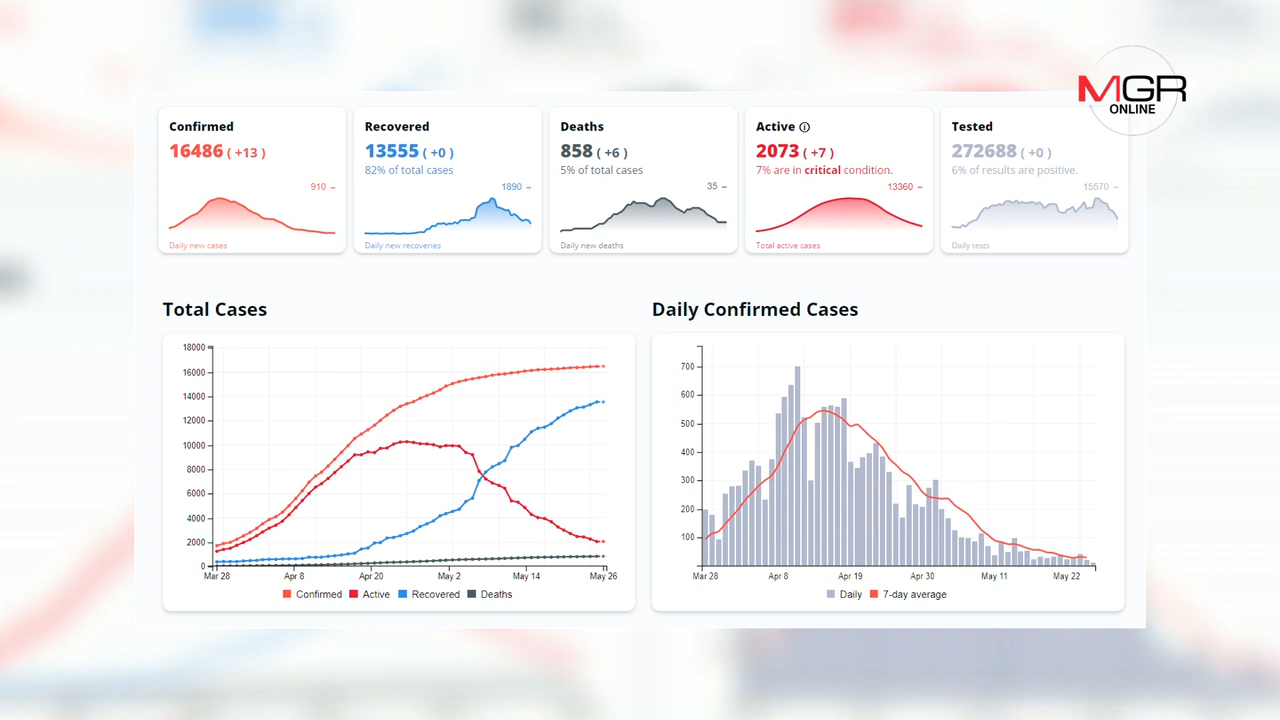 MGR
ONLINE
Confirmed
16486 ( +13 )
910
Daily new cases
Recovered
13555 ( +0 )
82% of total cases
1890
Daily new recoveries
Deaths
858 ( +6 )
5% of total cases
35
Daily new deaths
Active
2073 ( +7 )
7% are in critical condition.
13360
Total active cases
Tested
272688 ( +0 )
6% of results are positive.
15570
Daily tests
Total Cases
18000
16000
14000
12000
10000
8000
6000
4000
2000
0
Mar 28 Apr 8 Apr 20 May 2 May 14 May 26
Confirmed Active Recovered Deaths
Daily Confirmed Cases
700
600
500
400
300
200
100
Mar 28 Apr 8 Apr 19 Apr 30 May 11 May 22
Daily 7-day average